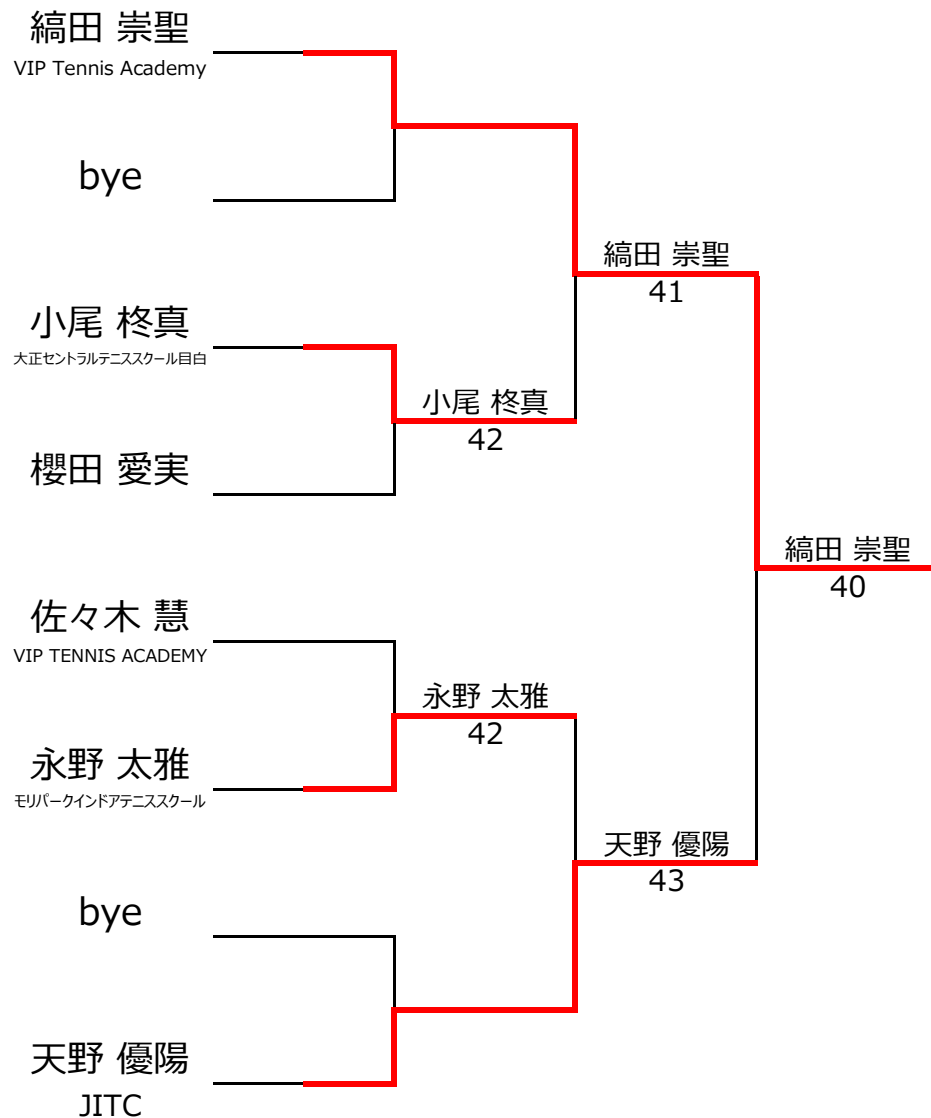 縞田 崇聖
VIP Tennis Academy
bye
小尾 柊真
大正セントラルテニススクール目白
櫻田 愛実
佐々木 慧
VIP TENNIS ACADEMY
永野 太雅
モリパークインドアテニススクール
bye
天野 優陽
JITC
小尾 柊真
42
永野 太雅
42
縞田 崇聖
41
天野 優陽
43
縞田 崇聖
40